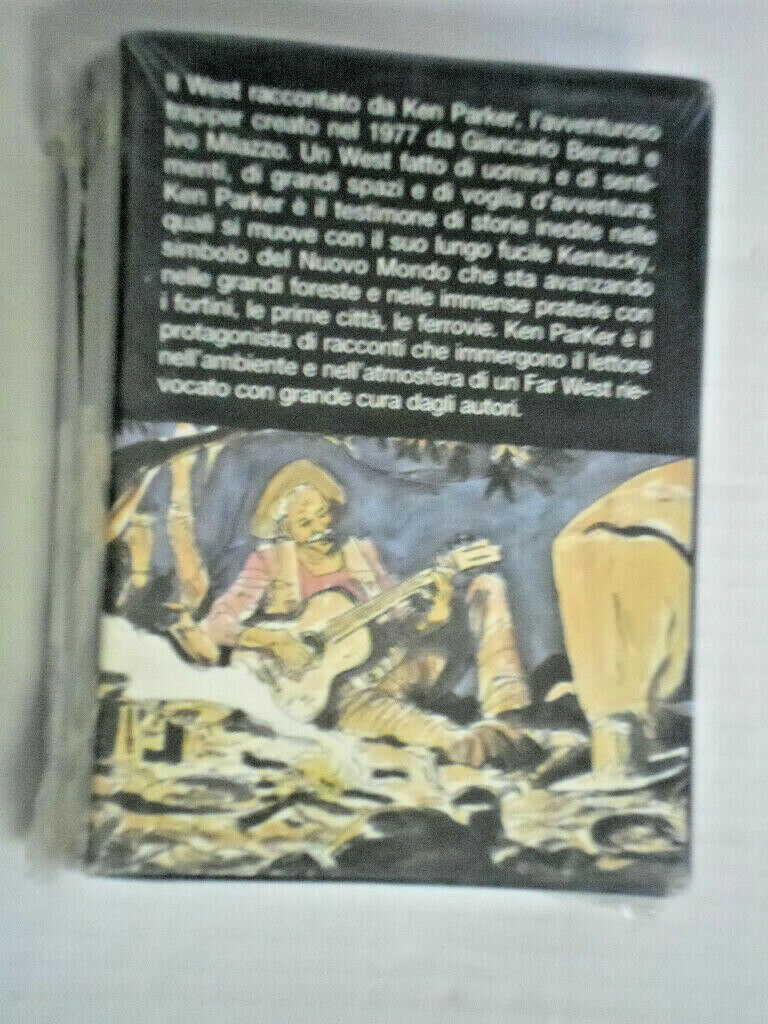 Il West raccontato da Ken Parker, l'avventuroso
trapper creato nel 1977 da Giancarlo Berardi e
Ivo Milazzo. Un West fatto di uomini e di senti-
menti, di grandi spazi e di voglia d'avventura.
Ken Parker è il testimone di storie inedite nelle
quali si muove con il suo lungo fucile Kentucky,
simbolo del Nuovo Mondo che sta avanzando
nelle grandi foreste e nelle immense praterie con
i fortini, le prime città, le ferrovie. Ken ParKer è il
protagonista di racconti che immergono il lettore
nell'ambiente e nell'atmosfera di un Far West rie-
vocato con grande cura dagli autori.